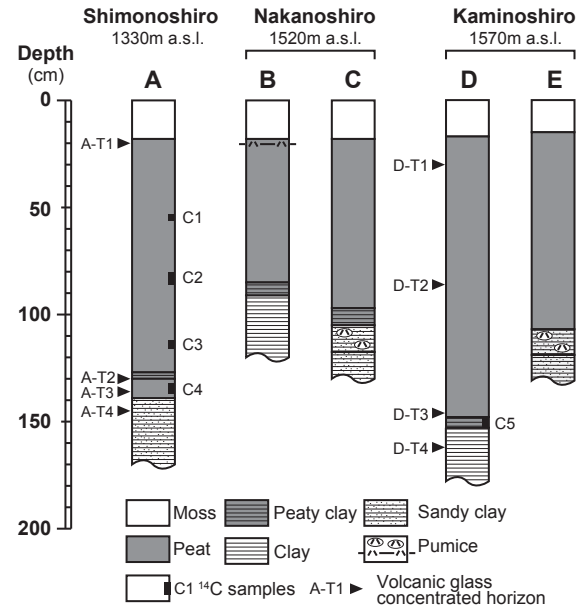 Shimonoshiro Nakanoshiro Kaminoshiro
1330m a.s.l. 1520m a.s.l. 1570m a.s.l.
Depth
(cm)
A B C D E
0
A-T1
D-T1
50
C1
C2
D-T2
100
C3
A-T2
A-T3
C4
A-T4
D-T3
C5
150
D-T4
200
Moss Peaty clay Sandy clay
Peat Clay Pumice
C1 ¹⁴C samples A-T1 Volcanic glass
concentrated horizon